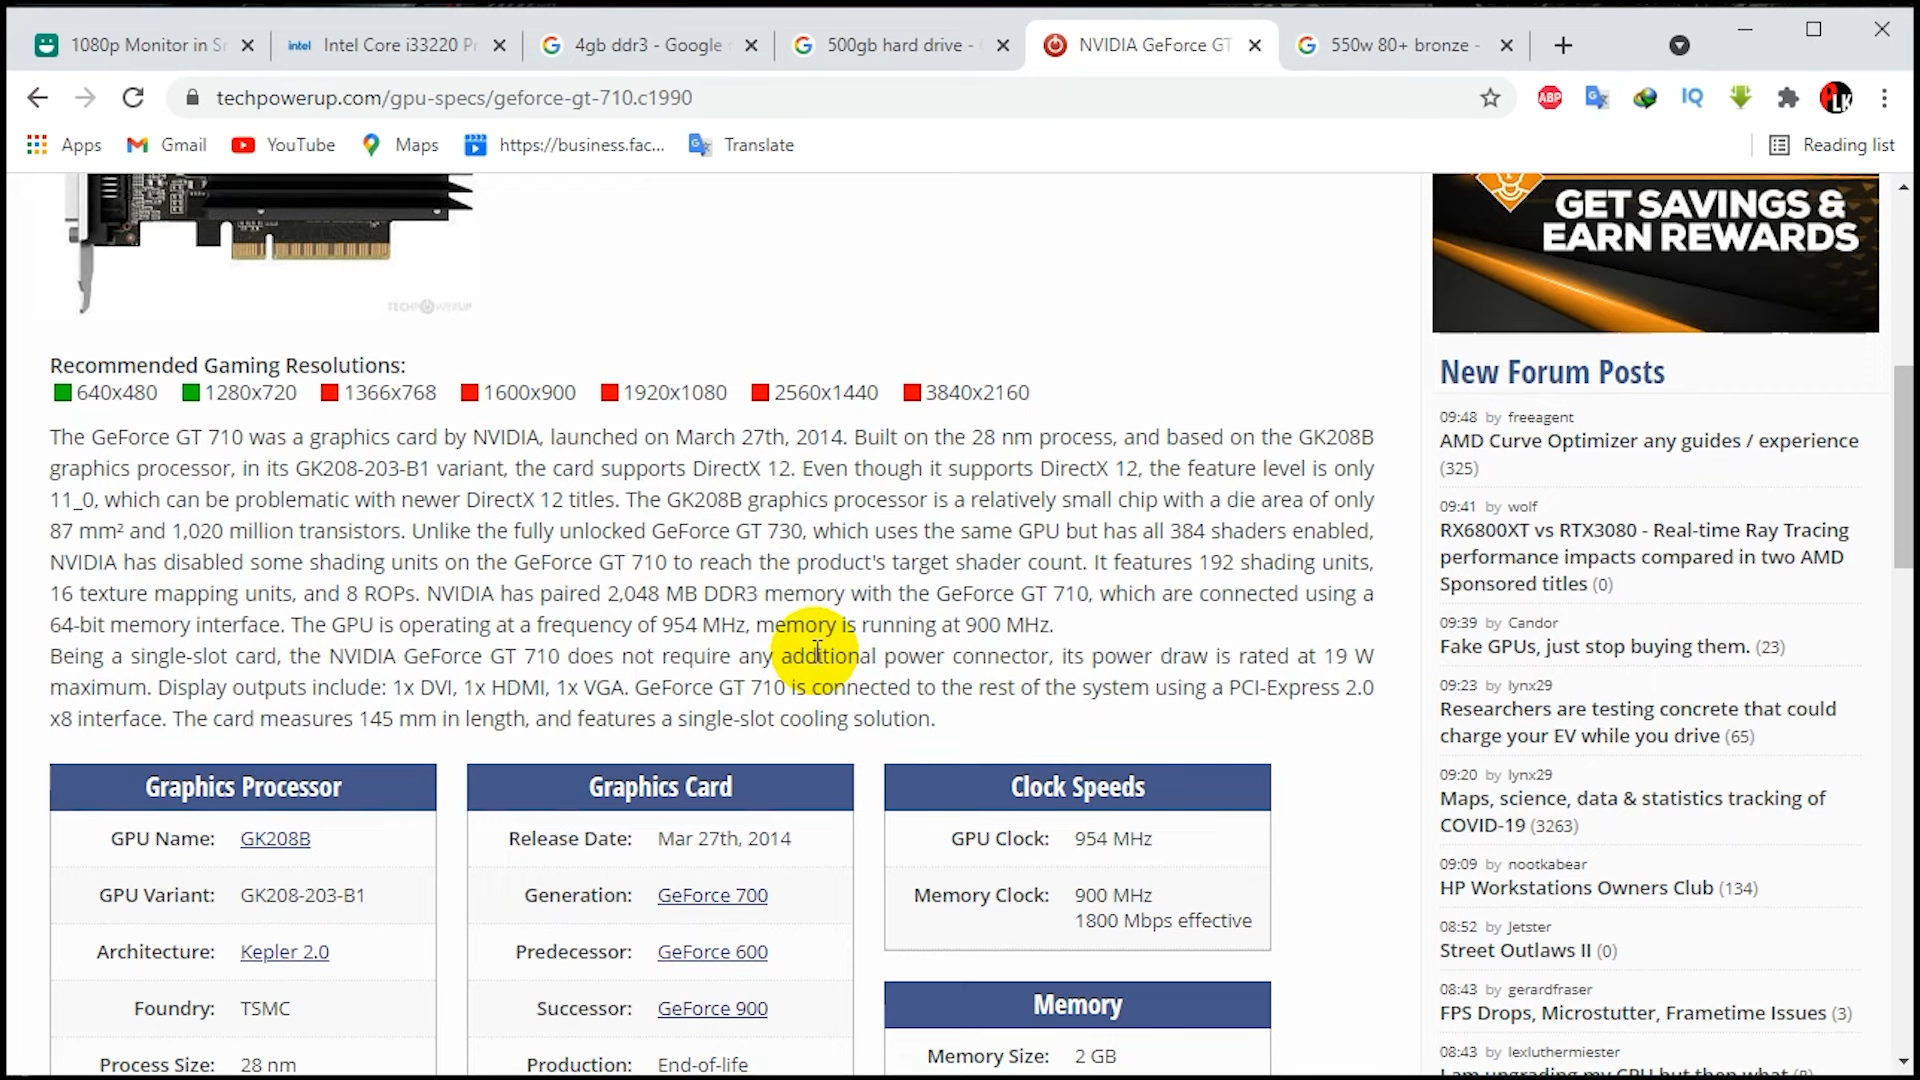 1080p Monitor in Sr
intel Intel Core i33220 Pr
4gb ddr3 - Google
500gb hard drive -
NVIDIA GeForce GT
550w 80+ bronze -
techpowerup.com/gpu-specs/geforce-gt-710.c1990
ABP
IQ
Apps
Gmail
YouTube
Maps
https://business.fac...
Translate
Reading list
TECHPOWERUP
GET SAVINGS &
EARN REWARDS
Recommended Gaming Resolutions:
640x480 1280x720 1366x768 1600x900 1920x1080 2560x1440 3840x2160
The GeForce GT 710 was a graphics card by NVIDIA, launched on March 27th, 2014. Built on the 28 nm process, and based on the GK208B
graphics processor, in its GK208-203-B1 variant, the card supports DirectX 12. Even though it supports DirectX 12, the feature level is only
11_0, which can be problematic with newer DirectX 12 titles. The GK208B graphics processor is a relatively small chip with a die area of only
87 mm² and 1,020 million transistors. Unlike the fully unlocked GeForce GT 730, which uses the same GPU but has all 384 shaders enabled,
NVIDIA has disabled some shading units on the GeForce GT 710 to reach the product's target shader count. It features 192 shading units,
16 texture mapping units, and 8 ROPs. NVIDIA has paired 2,048 MB DDR3 memory with the GeForce GT 710, which are connected using a
64-bit memory interface. The GPU is operating at a frequency of 954 MHz, memory is running at 900 MHz.
Being a single-slot card, the NVIDIA GeForce GT 710 does not require any additional power connector, its power draw is rated at 19 W
maximum. Display outputs include: 1x DVI, 1x HDMI, 1x VGA. GeForce GT 710 is connected to the rest of the system using a PCI-Express 2.0
x8 interface. The card measures 145 mm in length, and features a single-slot cooling solution.
Graphics Processor
GPU Name: GK208B
GPU Variant: GK208-203-B1
Architecture: Kepler 2.0
Foundry: TSMC
Process Size: 28 nm
Graphics Card
Release Date: Mar 27th, 2014
Generation: GeForce 700
Predecessor: GeForce 600
Successor: GeForce 900
Production: End-of-life
Clock Speeds
GPU Clock: 954 MHz
Memory Clock: 900 MHz
1800 Mbps effective
Memory
Memory Size: 2 GB
New Forum Posts
09:48 by freeagent
AMD Curve Optimizer any guides / experience
(325)
09:41 by wolf
RX6800XT vs RTX3080 - Real-time Ray Tracing
performance impacts compared in two AMD
Sponsored titles (0)
09:39 by Candor
Fake GPUs, just stop buying them. (23)
09:23 by lynx29
Researchers are testing concrete that could
charge your EV while you drive (65)
09:20 by lynx29
Maps, science, data & statistics tracking of
COVID-19 (3263)
09:09 by nootkabear
HP Workstations Owners Club (134)
08:52 by Jetster
Street Outlaws II (0)
08:43 by gerardfraser
FPS Drops, Microstutter, Frametime Issues (3)
08:43 by lexluthermiester
I am upgrading my CPU but then what